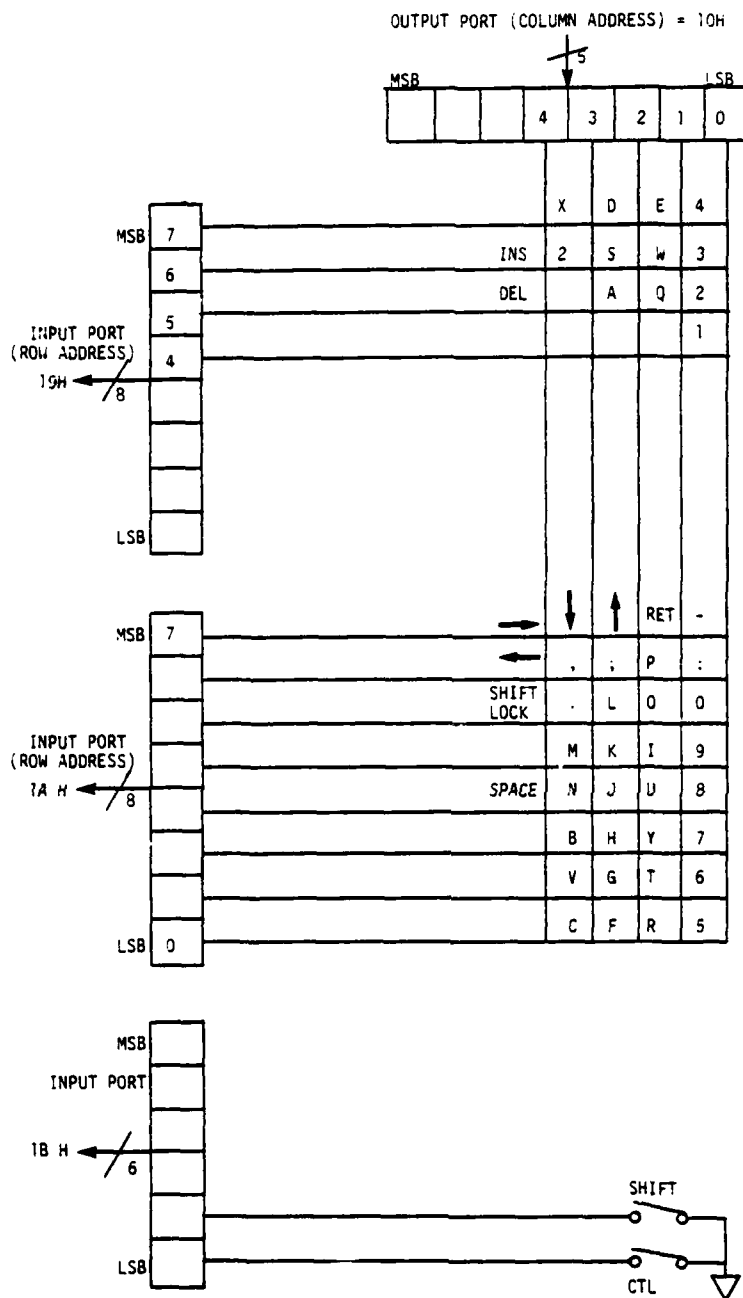 OUTPUT PORT (COLUMN ADDRESS) = 10H
5
MSB LSB
4 3 2 1 0
X D E 4
MSB 7
INS 2 S W 3
6
DEL A Q 2
5
1
INPUT PORT
(ROW ADDRESS)
4
19H
8
LSB
RET -
MSB 7
, ; P :
SHIFT
LOCK
. L O 0
M K I 9
INPUT PORT
(ROW ADDRESS)
1A H
8
SPACE N J U 8
B H Y 7
V G T 6
C F R 5
LSB 0
MSB
INPUT PORT
1B H
6
SHIFT
LSB
CTL